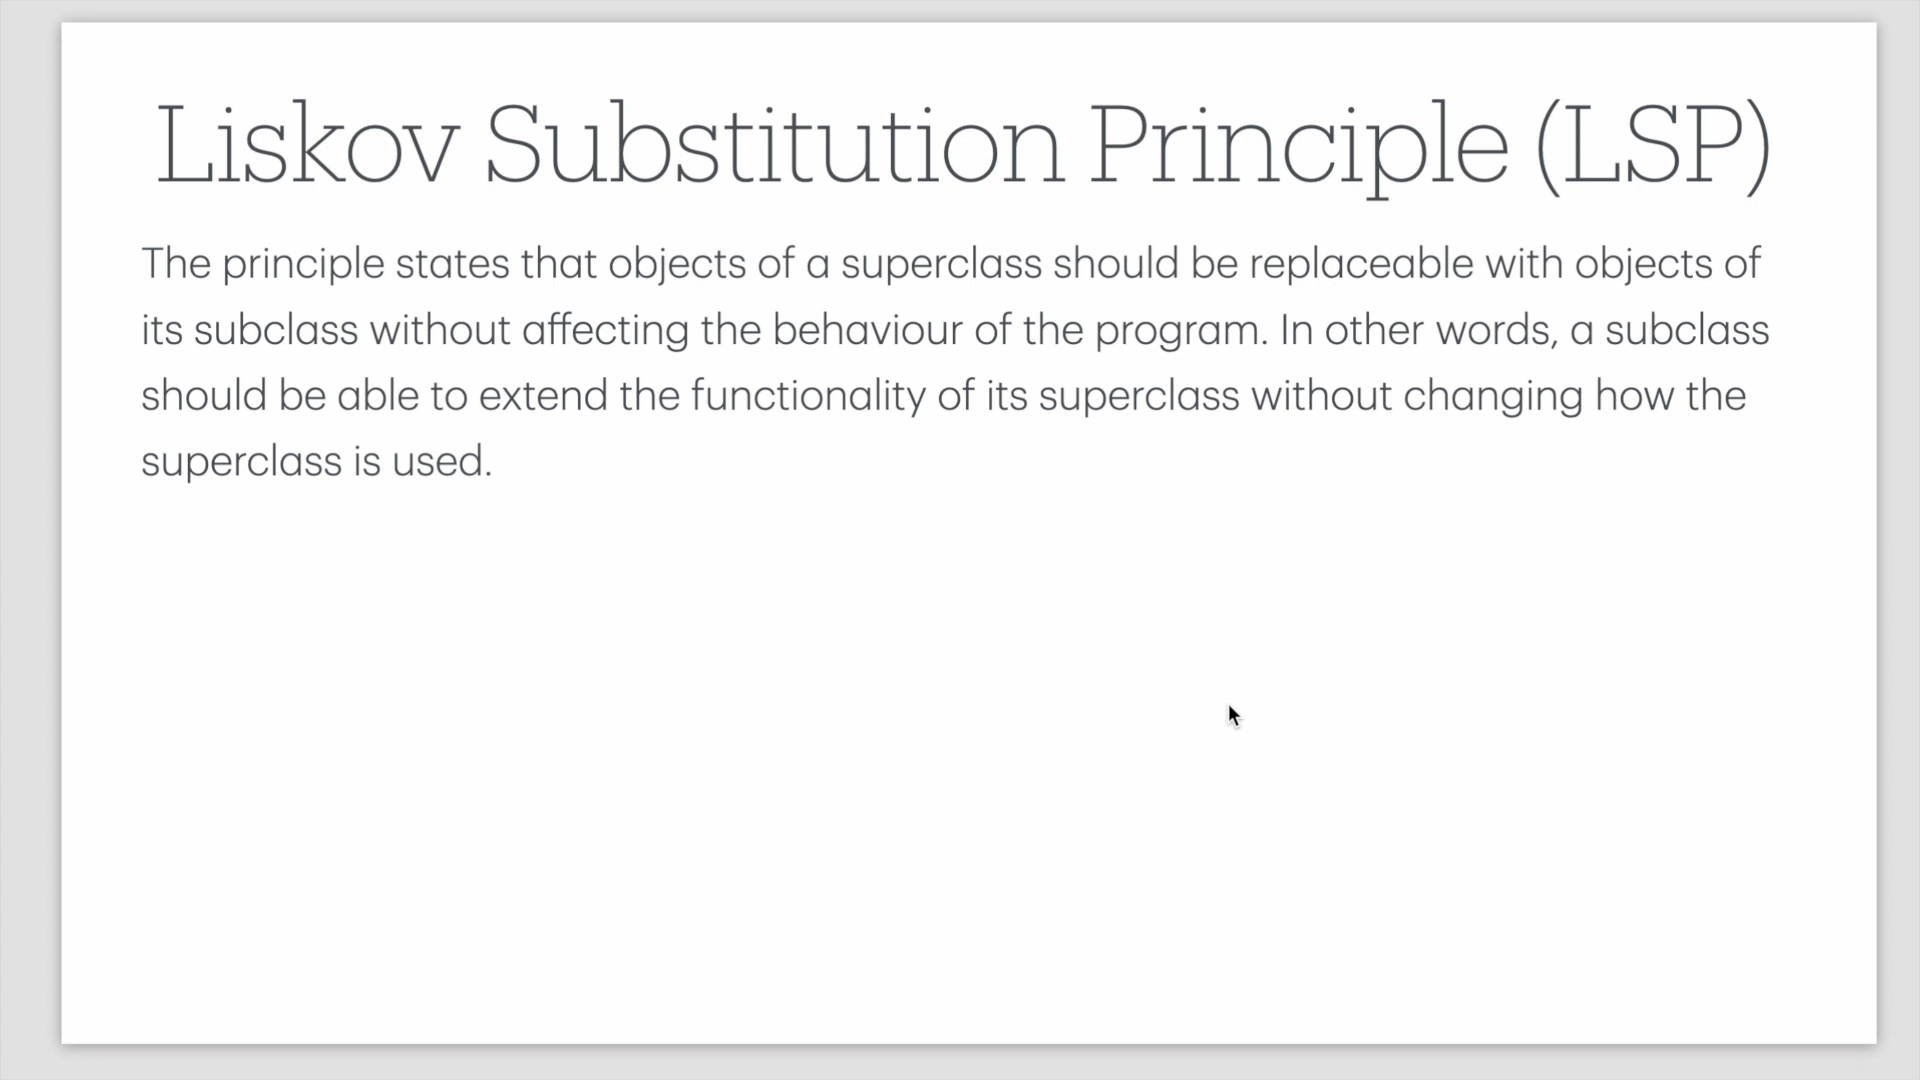 Liskov Substitution Principle (LSP)
The principle states that objects of a superclass should be replaceable with objects of
its subclass without affecting the behaviour of the program. In other words, a subclass
should be able to extend the functionality of its superclass without changing how the
superclass is used.